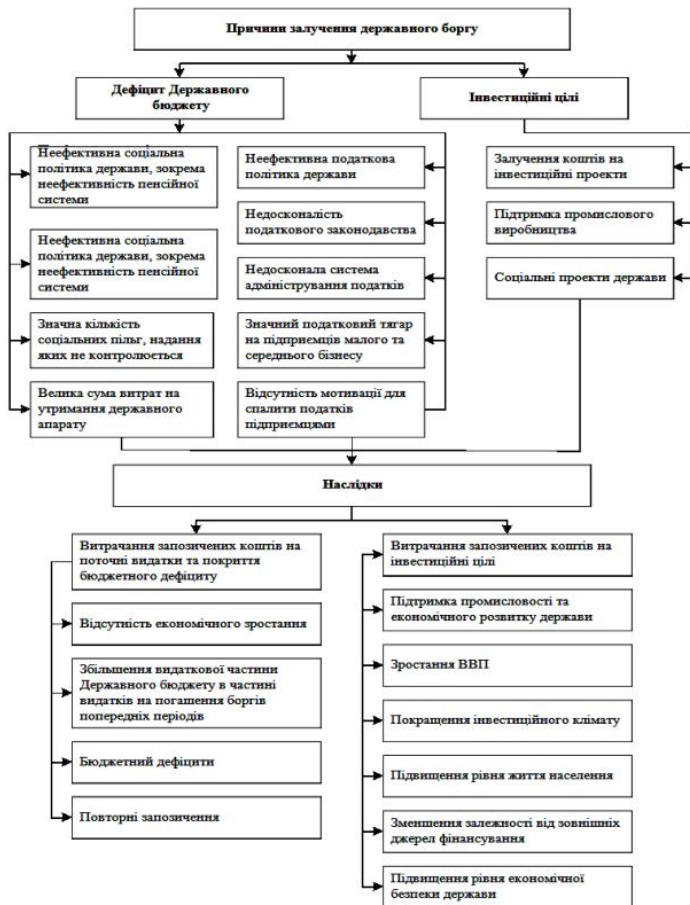 Причини залучення державного боргу
Дефіцит Державного
бюджету
Інвестиційні цілі
Неефективна соціальна
політика держави, зокрема
неефективність пенсійної
системи
Неефективна соціальна
політика держави, зокрема
неефективність пенсійної
системи
Значна кількість
соціальних пільг, надання
яких не контролюється
Велика сума витрат на
утримання державного
апарату
Неефективна податкова
політика держави
Недосконалість
податкового законодавства
Недосконала система
адміністрування податків
Значний податковий тягар
на підприємців малого та
середнього бізнесу
Відсутність мотивації для
спалити податків
підприємцями
Залучення коштів на
інвестиційні проекти
Підтримка промислового
виробництва
Соціальні проекти держави
Наслідки
Витрачання запозичених коштів на
поточні видатки та покриття
бюджетного дефіциту
Відсутність економічного зростання
Збільшення видаткової частини
Державного бюджету в частині
видатків на погашення боргів
попередніх періодів
Бюджетний дефіцити
Повторні запозичення
Витрачання запозичених коштів на
інвестиційні цілі
Підтримка промисловості та
економічного розвитку держави
Зростання ВВП
Покращення інвестиційного клімату
Підвищення рівня життя населення
Зменшення залежності від зовнішніх
джерел фінансування
Підвищення рівня економічної
безпеки держави